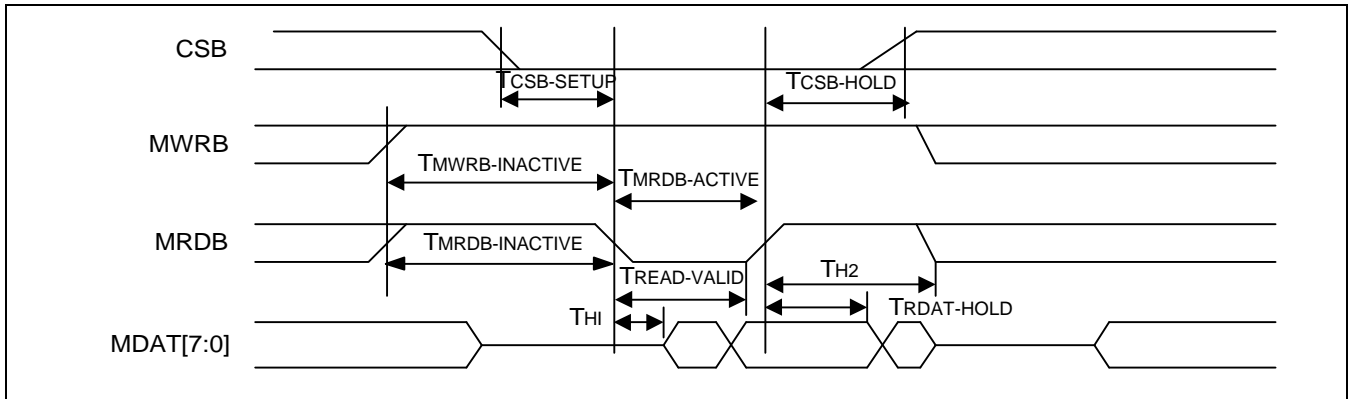 CSB
TCSB-SETUP
TCSB-HOLD
MWRB
TMWRB-INACTIVE
TMRDB-ACTIVE
MRDB
TMRDB-INACTIVE
TREAD-VALID
TH2
THI
TRDAT-HOLD
MDAT[7:0]